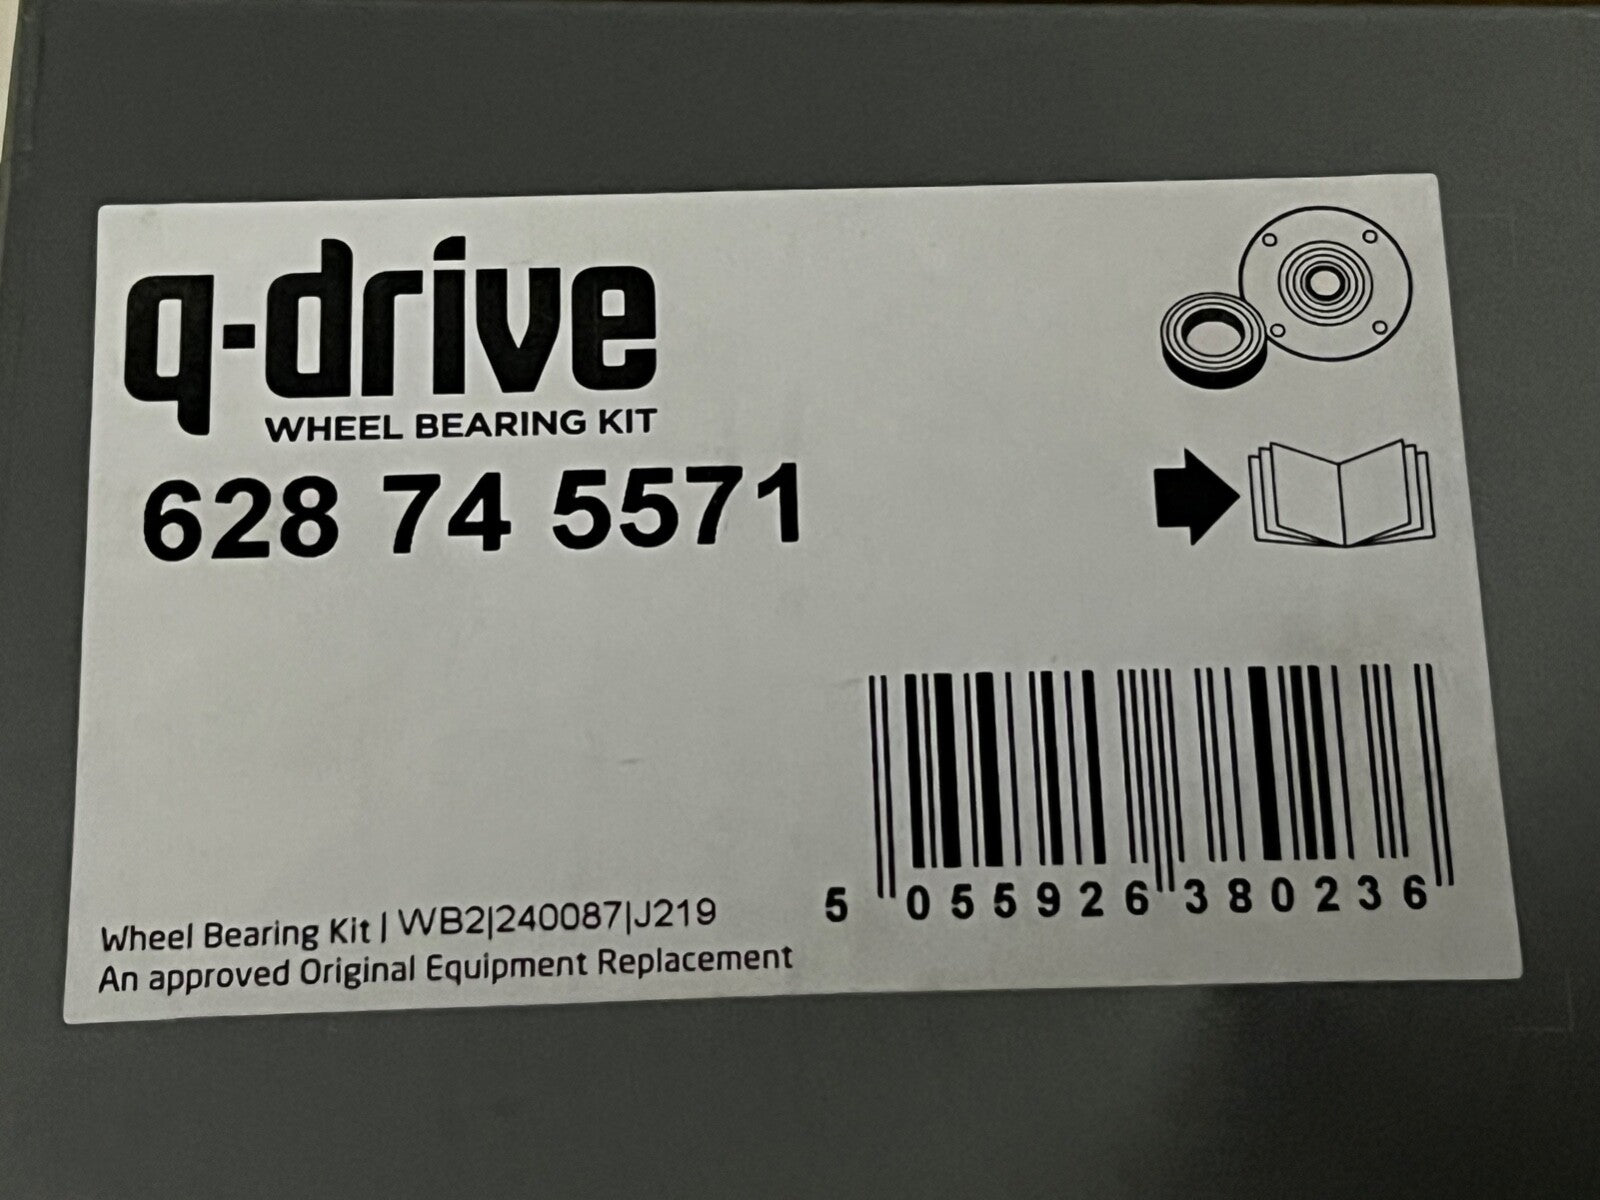 q-drive
WHEEL BEARING KIT
628 74 5571
5 055926 380236
Wheel Bearing Kit | WB2|240087|J219
An approved Original Equipment Replacement